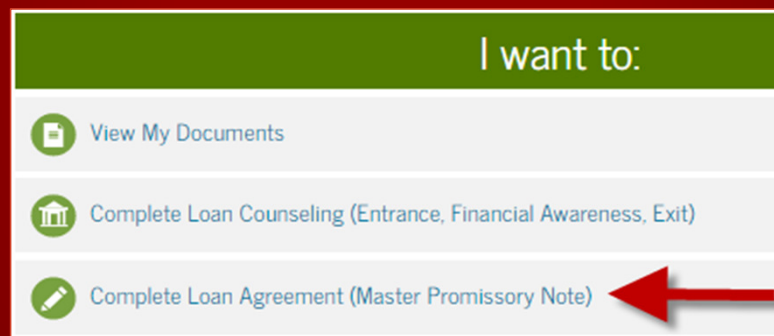 I want to:
View My Documents
Complete Loan Counseling (Entrance, Financial Awareness, Exit)
Complete Loan Agreement (Master Promissory Note)